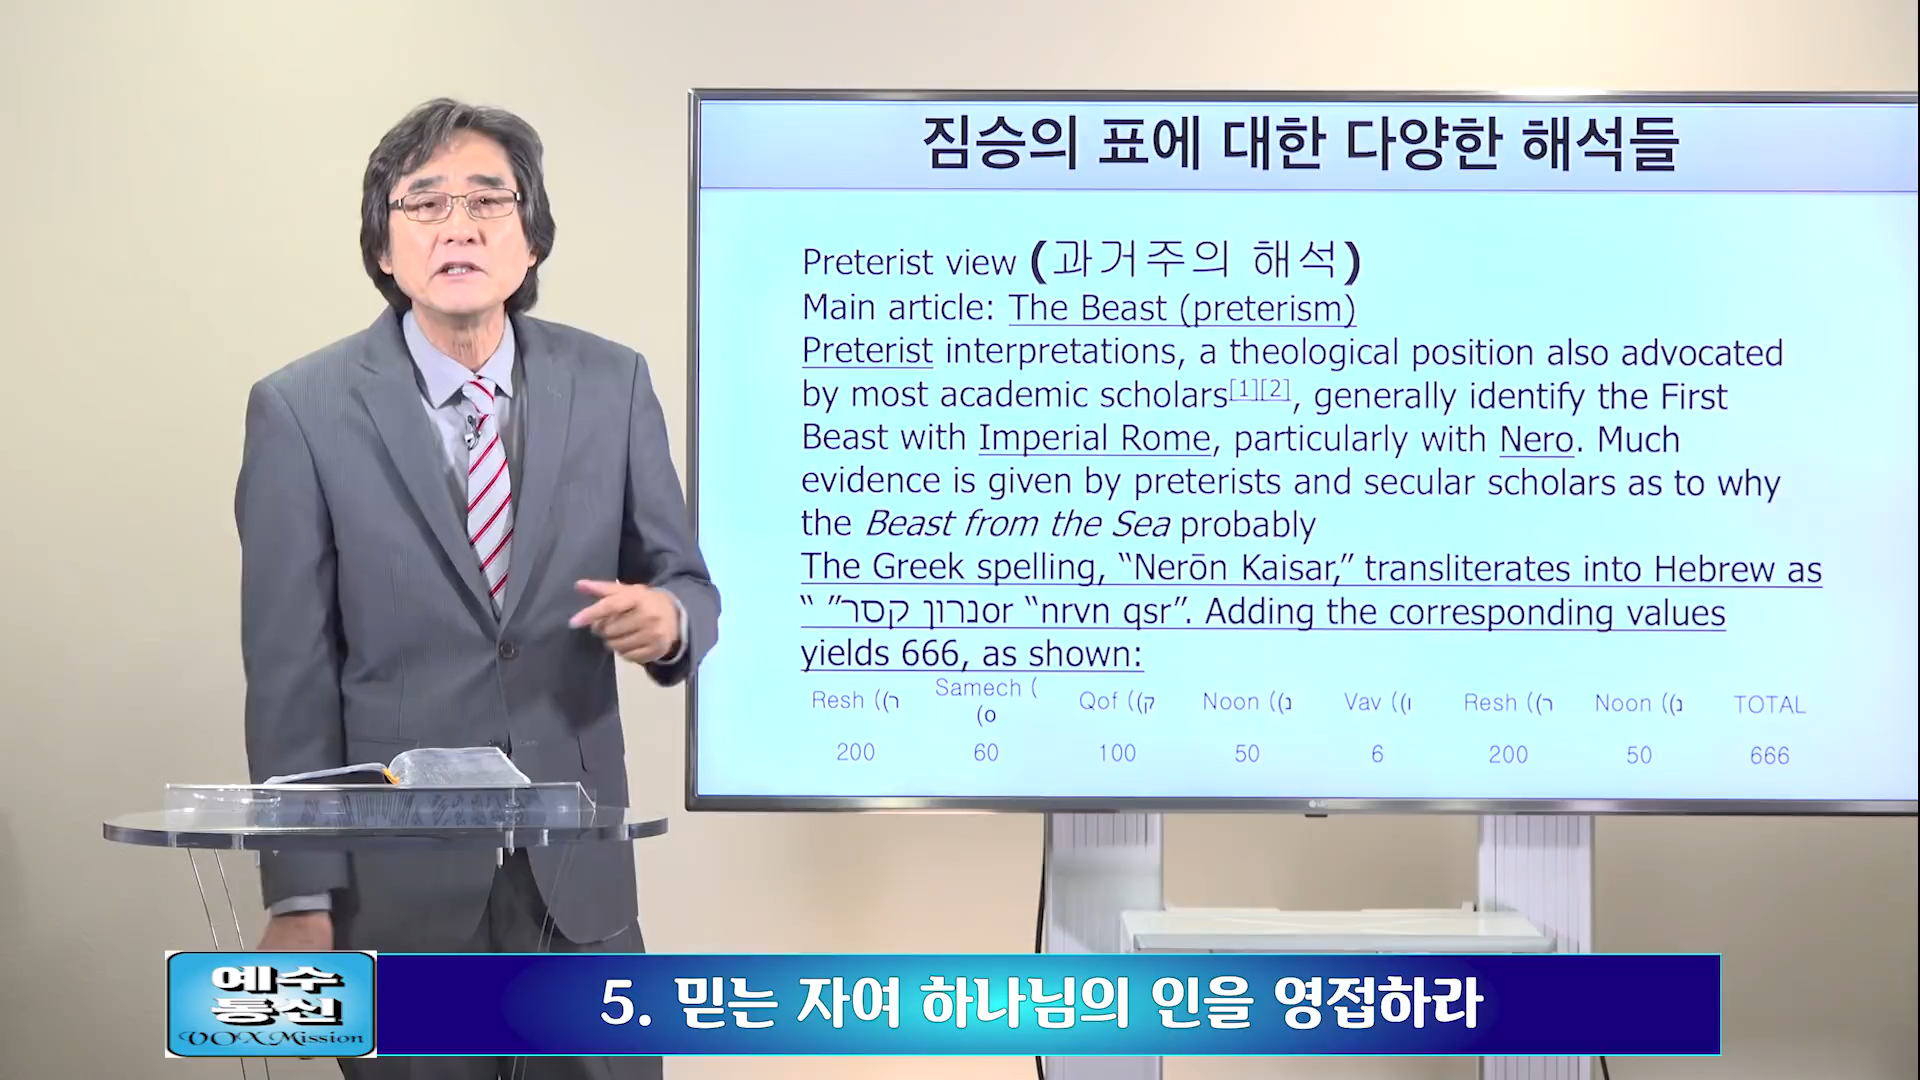 짐승의 표에 대한 다양한 해석들
Preterist view (과거주의 해석)
Main article: The Beast (preterism)
Preterist interpretations, a theological position also advocated
by most academic scholars[1][2], generally identify the First
Beast with Imperial Rome, particularly with Nero. Much
evidence is given by preterists and secular scholars as to why
the Beast from the Sea probably
The Greek spelling, “Nerōn Kaisar,” transliterates into Hebrew as
“ ”נרון קסרor “nrvn qsr”. Adding the corresponding values
yields 666, as shown:
Resh ((ר Samech ( (ס Qof ((ק Noon ((נ Vav ((ו Resh ((ר Noon ((נ TOTAL
200 60 100 50 6 200 50 666
LG
예수
통신
VOX Mission
5. 믿는 자여 하나님의 인을 영접하라